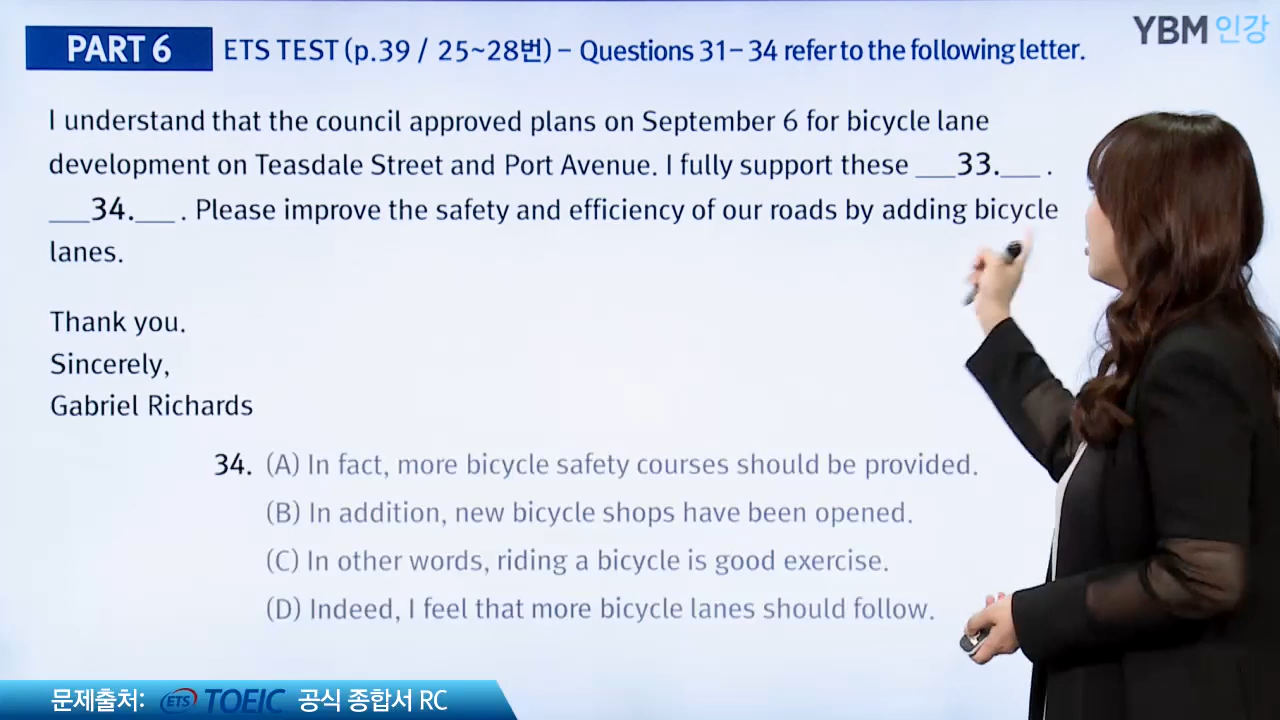 PART 6 ETS TEST (p.39 / 25~28번) – Questions 31–34 refer to the following letter.
YBM 인강
I understand that the council approved plans on September 6 for bicycle lane
development on Teasdale Street and Port Avenue. I fully support these ___33.___ .
___34.___ . Please improve the safety and efficiency of our roads by adding bicycle
lanes.
Thank you.
Sincerely,
Gabriel Richards
34. (A) In fact, more bicycle safety courses should be provided.
(B) In addition, new bicycle shops have been opened.
(C) In other words, riding a bicycle is good exercise.
(D) Indeed, I feel that more bicycle lanes should follow.
문제출처: ETS TOEIC 공식 종합서 RC